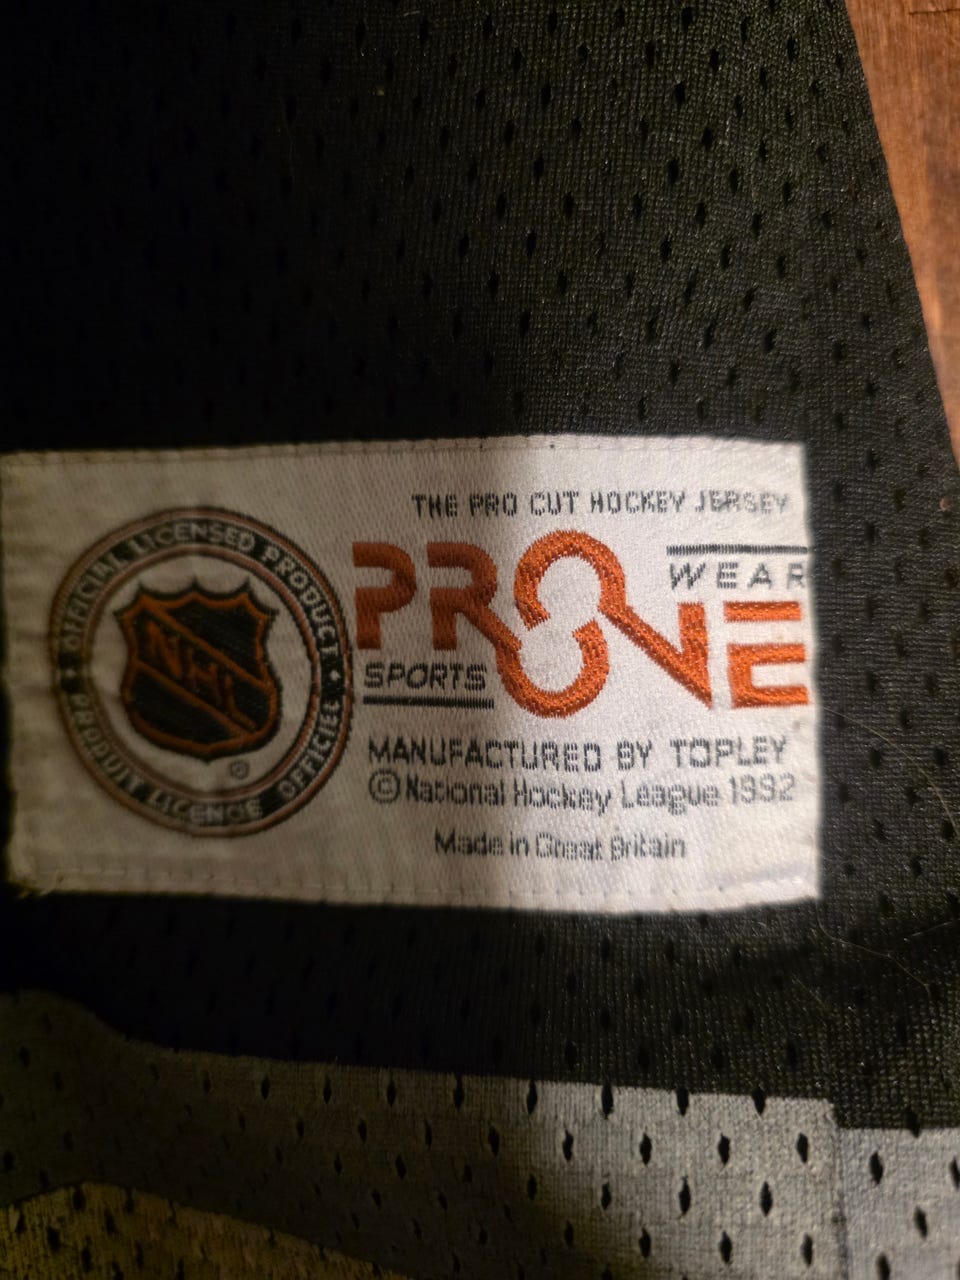 OFFICIAL LICENSED PRODUCT
PRODUIT LICENCIÉ OFFICIEL
NHL
®
THE PRO CUT HOCKEY JERSEY
PRO ONE
WEAR
SPORTS
MANUFACTURED BY TOPLEY
©National Hockey League 1992
Made in Great Britain